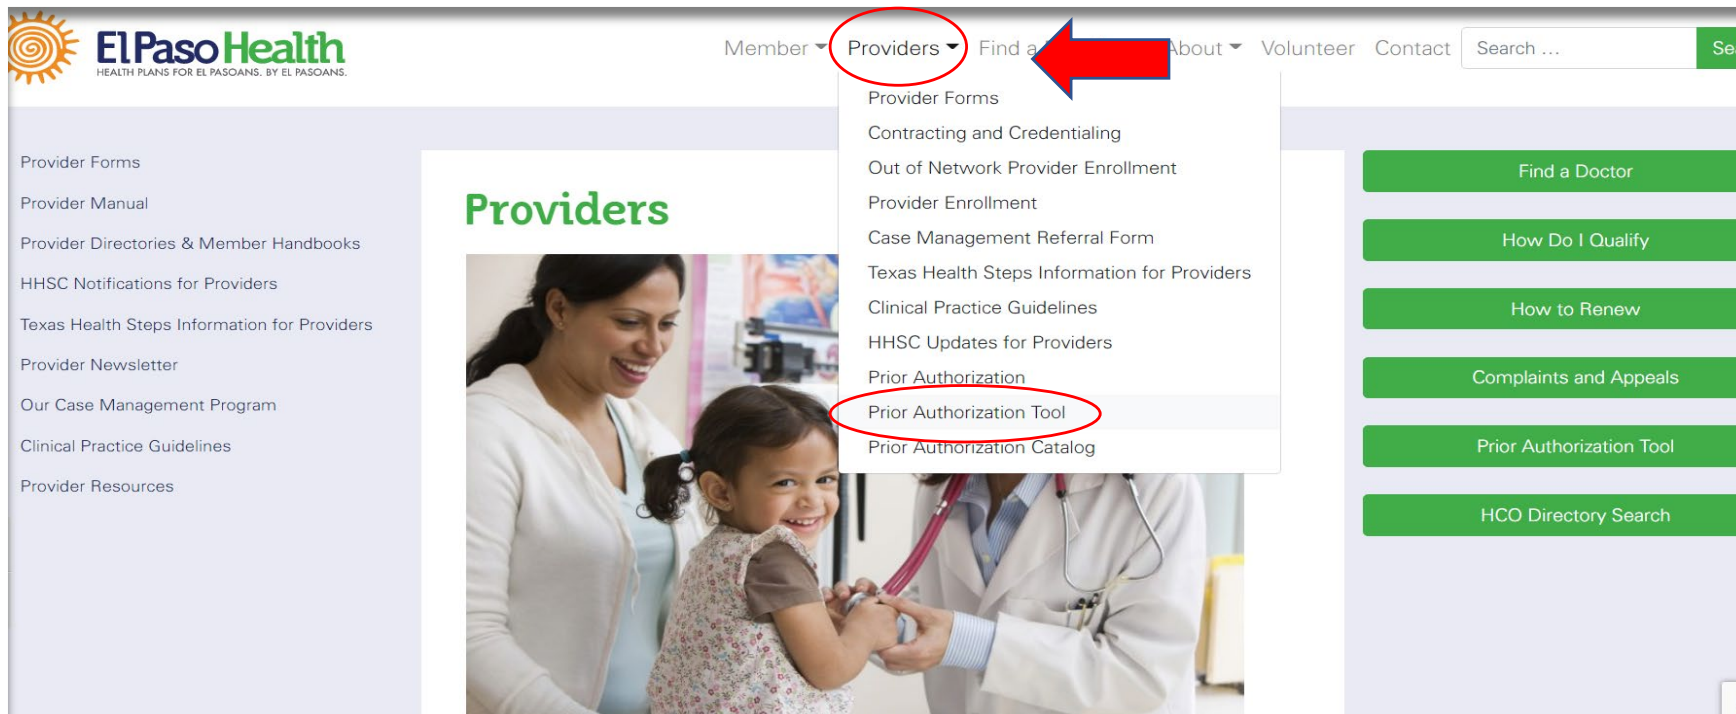 El Paso Health
HEALTH PLANS FOR EL PASOANS. BY EL PASOANS.
Member Providers Find a About Volunteer Contact Search ...
Provider Forms
Contracting and Credentialing
Out of Network Provider Enrollment
Provider Enrollment
Case Management Referral Form
Texas Health Steps Information for Providers
Clinical Practice Guidelines
HHSC Updates for Providers
Prior Authorization
Prior Authorization Tool
Prior Authorization Catalog
Provider Forms
Provider Manual
Provider Directories & Member Handbooks
HHSC Notifications for Providers
Texas Health Steps Information for Providers
Provider Newsletter
Our Case Management Program
Clinical Practice Guidelines
Provider Resources
Providers
Find a Doctor
How Do I Qualify
How to Renew
Complaints and Appeals
Prior Authorization Tool
HCO Directory Search